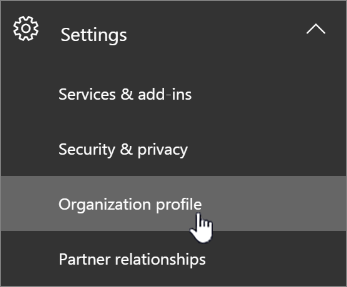 Settings
Services & add-ins
Security & privacy
Organization profile
Partner relationships